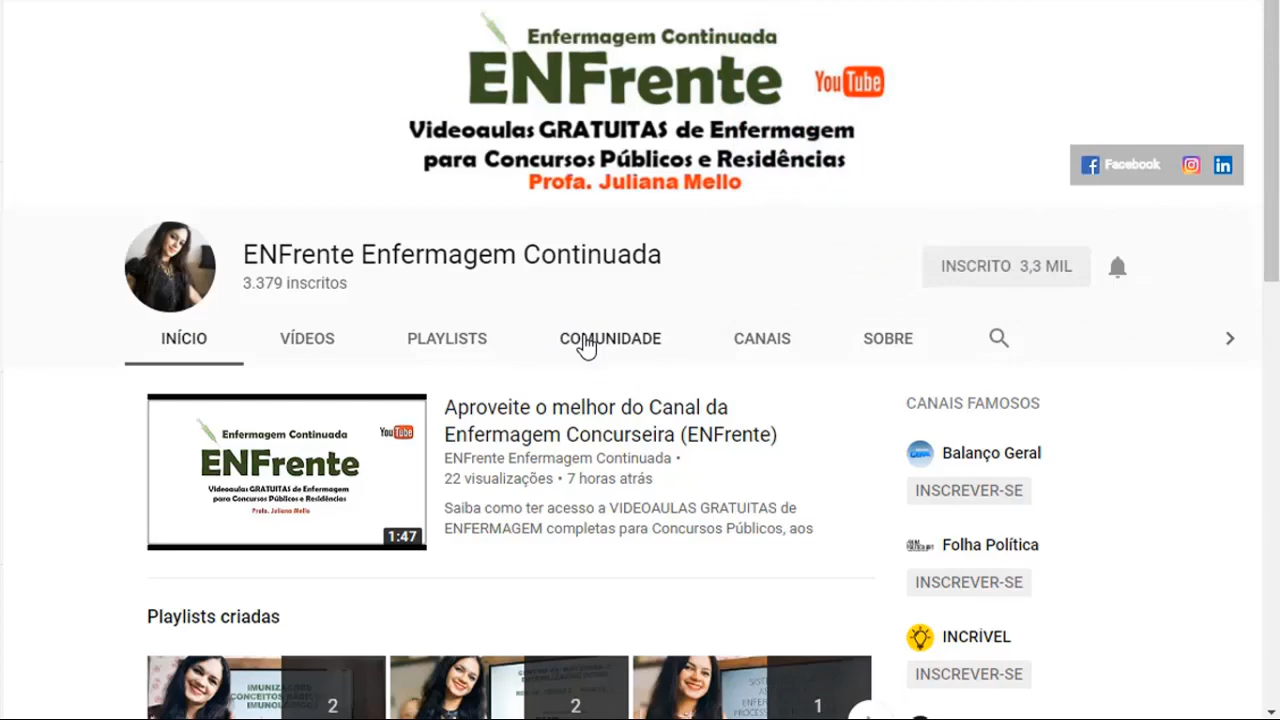 Enfermagem Continuada
ENFrente
YouTube
Videoaulas GRATUITAS de Enfermagem
para Concursos Públicos e Residências
Profa. Juliana Mello
Facebook
ENFrente Enfermagem Continuada
3.379 inscritos
INSCRITO 3,3 MIL
INÍCIO VÍDEOS PLAYLISTS COMUNIDADE CANAIS SOBRE
Enfermagem Continuada
YouTube
ENFrente
Videoaulas GRATUITAS de Enfermagem
para Concursos Públicos e Residências
Profa. Juliana Mello
1:47
Aproveite o melhor do Canal da
Enfermagem Concurseira (ENFrente)
ENFrente Enfermagem Continuada •
22 visualizações • 7 horas atrás
Saiba como ter acesso a VIDEOAULAS GRATUITAS de
ENFERMAGEM completas para Concursos Públicos, aos
CANAIS FAMOSOS
Balanço Geral
INSCREVER-SE
Folha Política
INSCREVER-SE
INCRÍVEL
INSCREVER-SE
Playlists criadas
IMUNIZAÇÃO
CONCEITOS BÁSICOS
IMUNOLÓGICOS
2
2
1